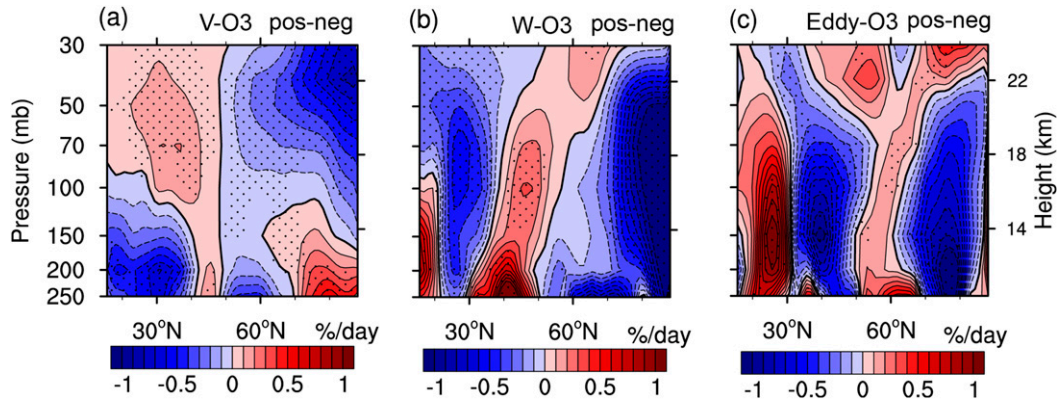 (a) V-O3 pos-neg
(b) W-O3 pos-neg
(c) Eddy-O3 pos-neg
Pressure (mb)
30
50
70
100
150
200
250
22
18
14
Height (km)
30°N 60°N %/day
30°N 60°N %/day
30°N 60°N %/day
-1 -0.5 0 0.5 1
-1 -0.5 0 0.5 1
-1 -0.5 0 0.5 1